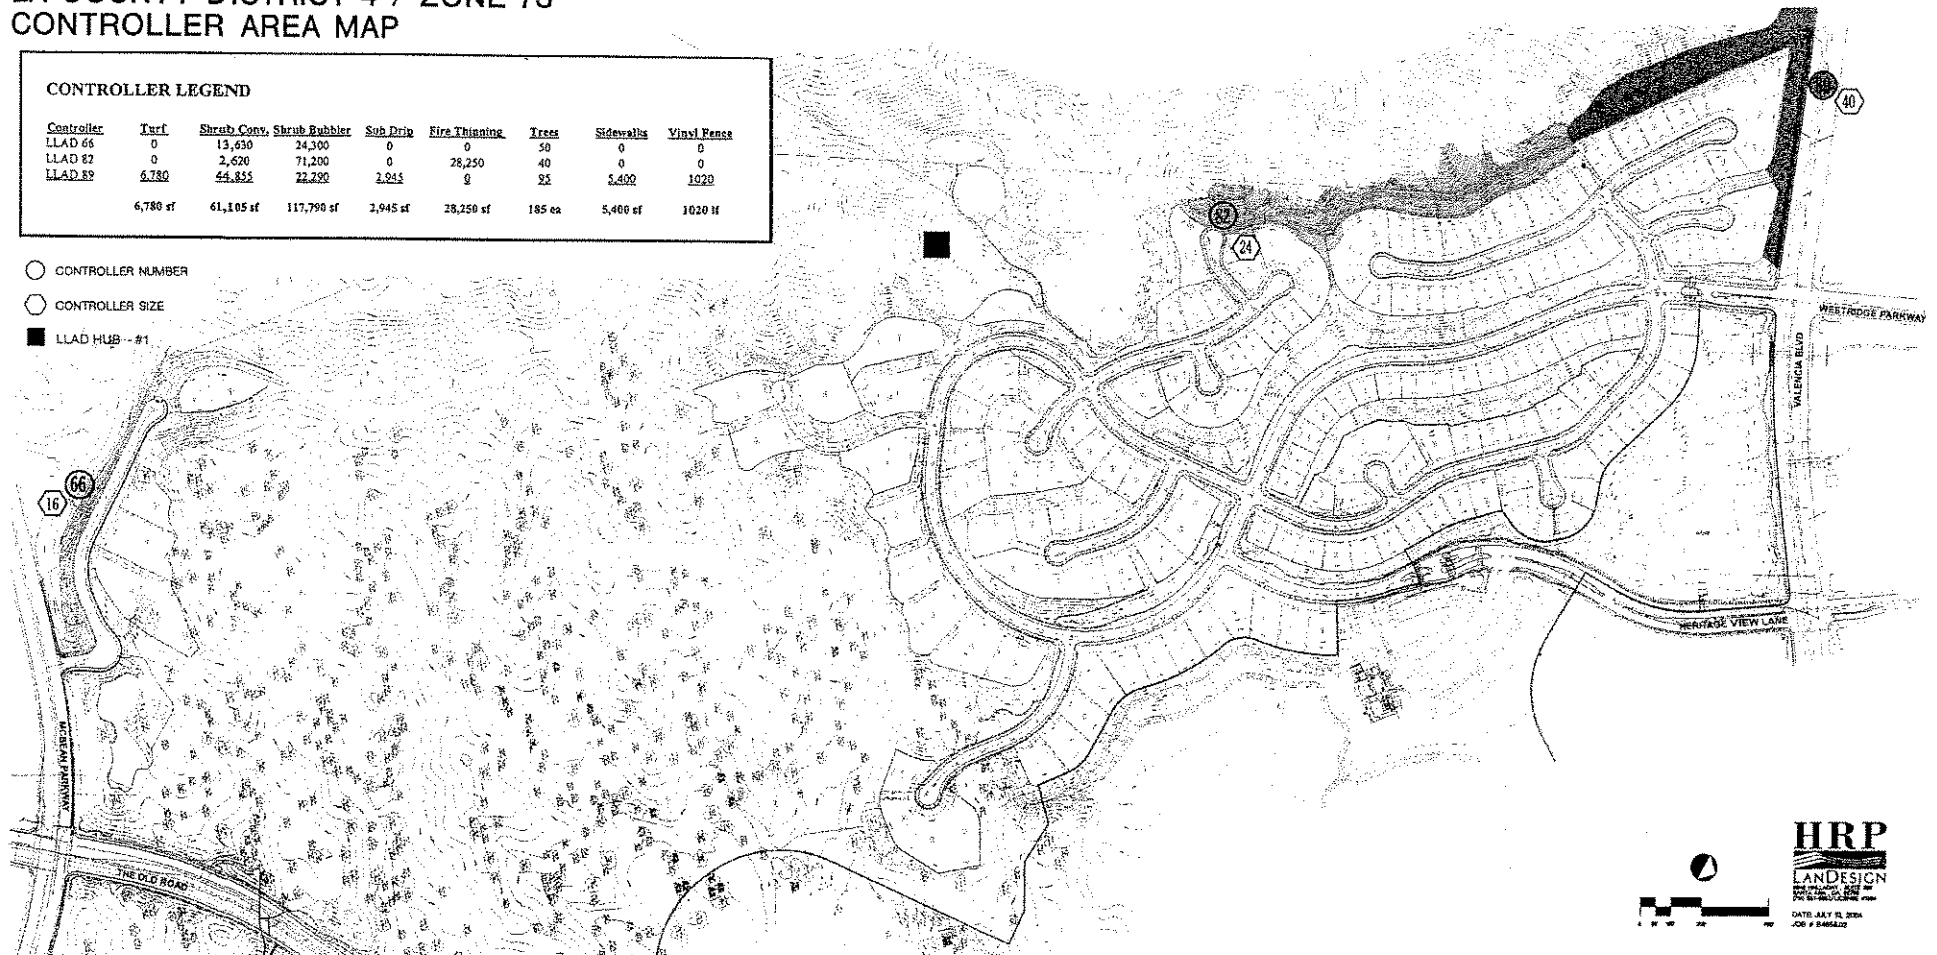 CONTROLLER AREA MAP
CONTROLLER LEGEND
Controller Turf Shrub Conv. Shrub Bubbler Sub Drip Fire Thinning Trees Sidewalks Vinyl Fence
LLAD 66 0 13,630 24,300 0 0 50 0 0
LLAD 82 0 2,620 71,200 0 28,250 40 0 0
LLAD 89 6,780 44,855 22,290 2,945 0 95 5,400 1020
6,780 sf 61,105 sf 117,790 sf 2,945 sf 28,250 sf 185 ea 5,400 sf 1020 lf
CONTROLLER NUMBER
CONTROLLER SIZE
LLAD HUB - #1
40
82
24
WESTRIDGE PARKWAY
VALENCIA BLVD
66
16
HERITAGE VIEW LANE
MCBEAN PARKWAY
THE OLD ROAD
HRP
LANDESIGN